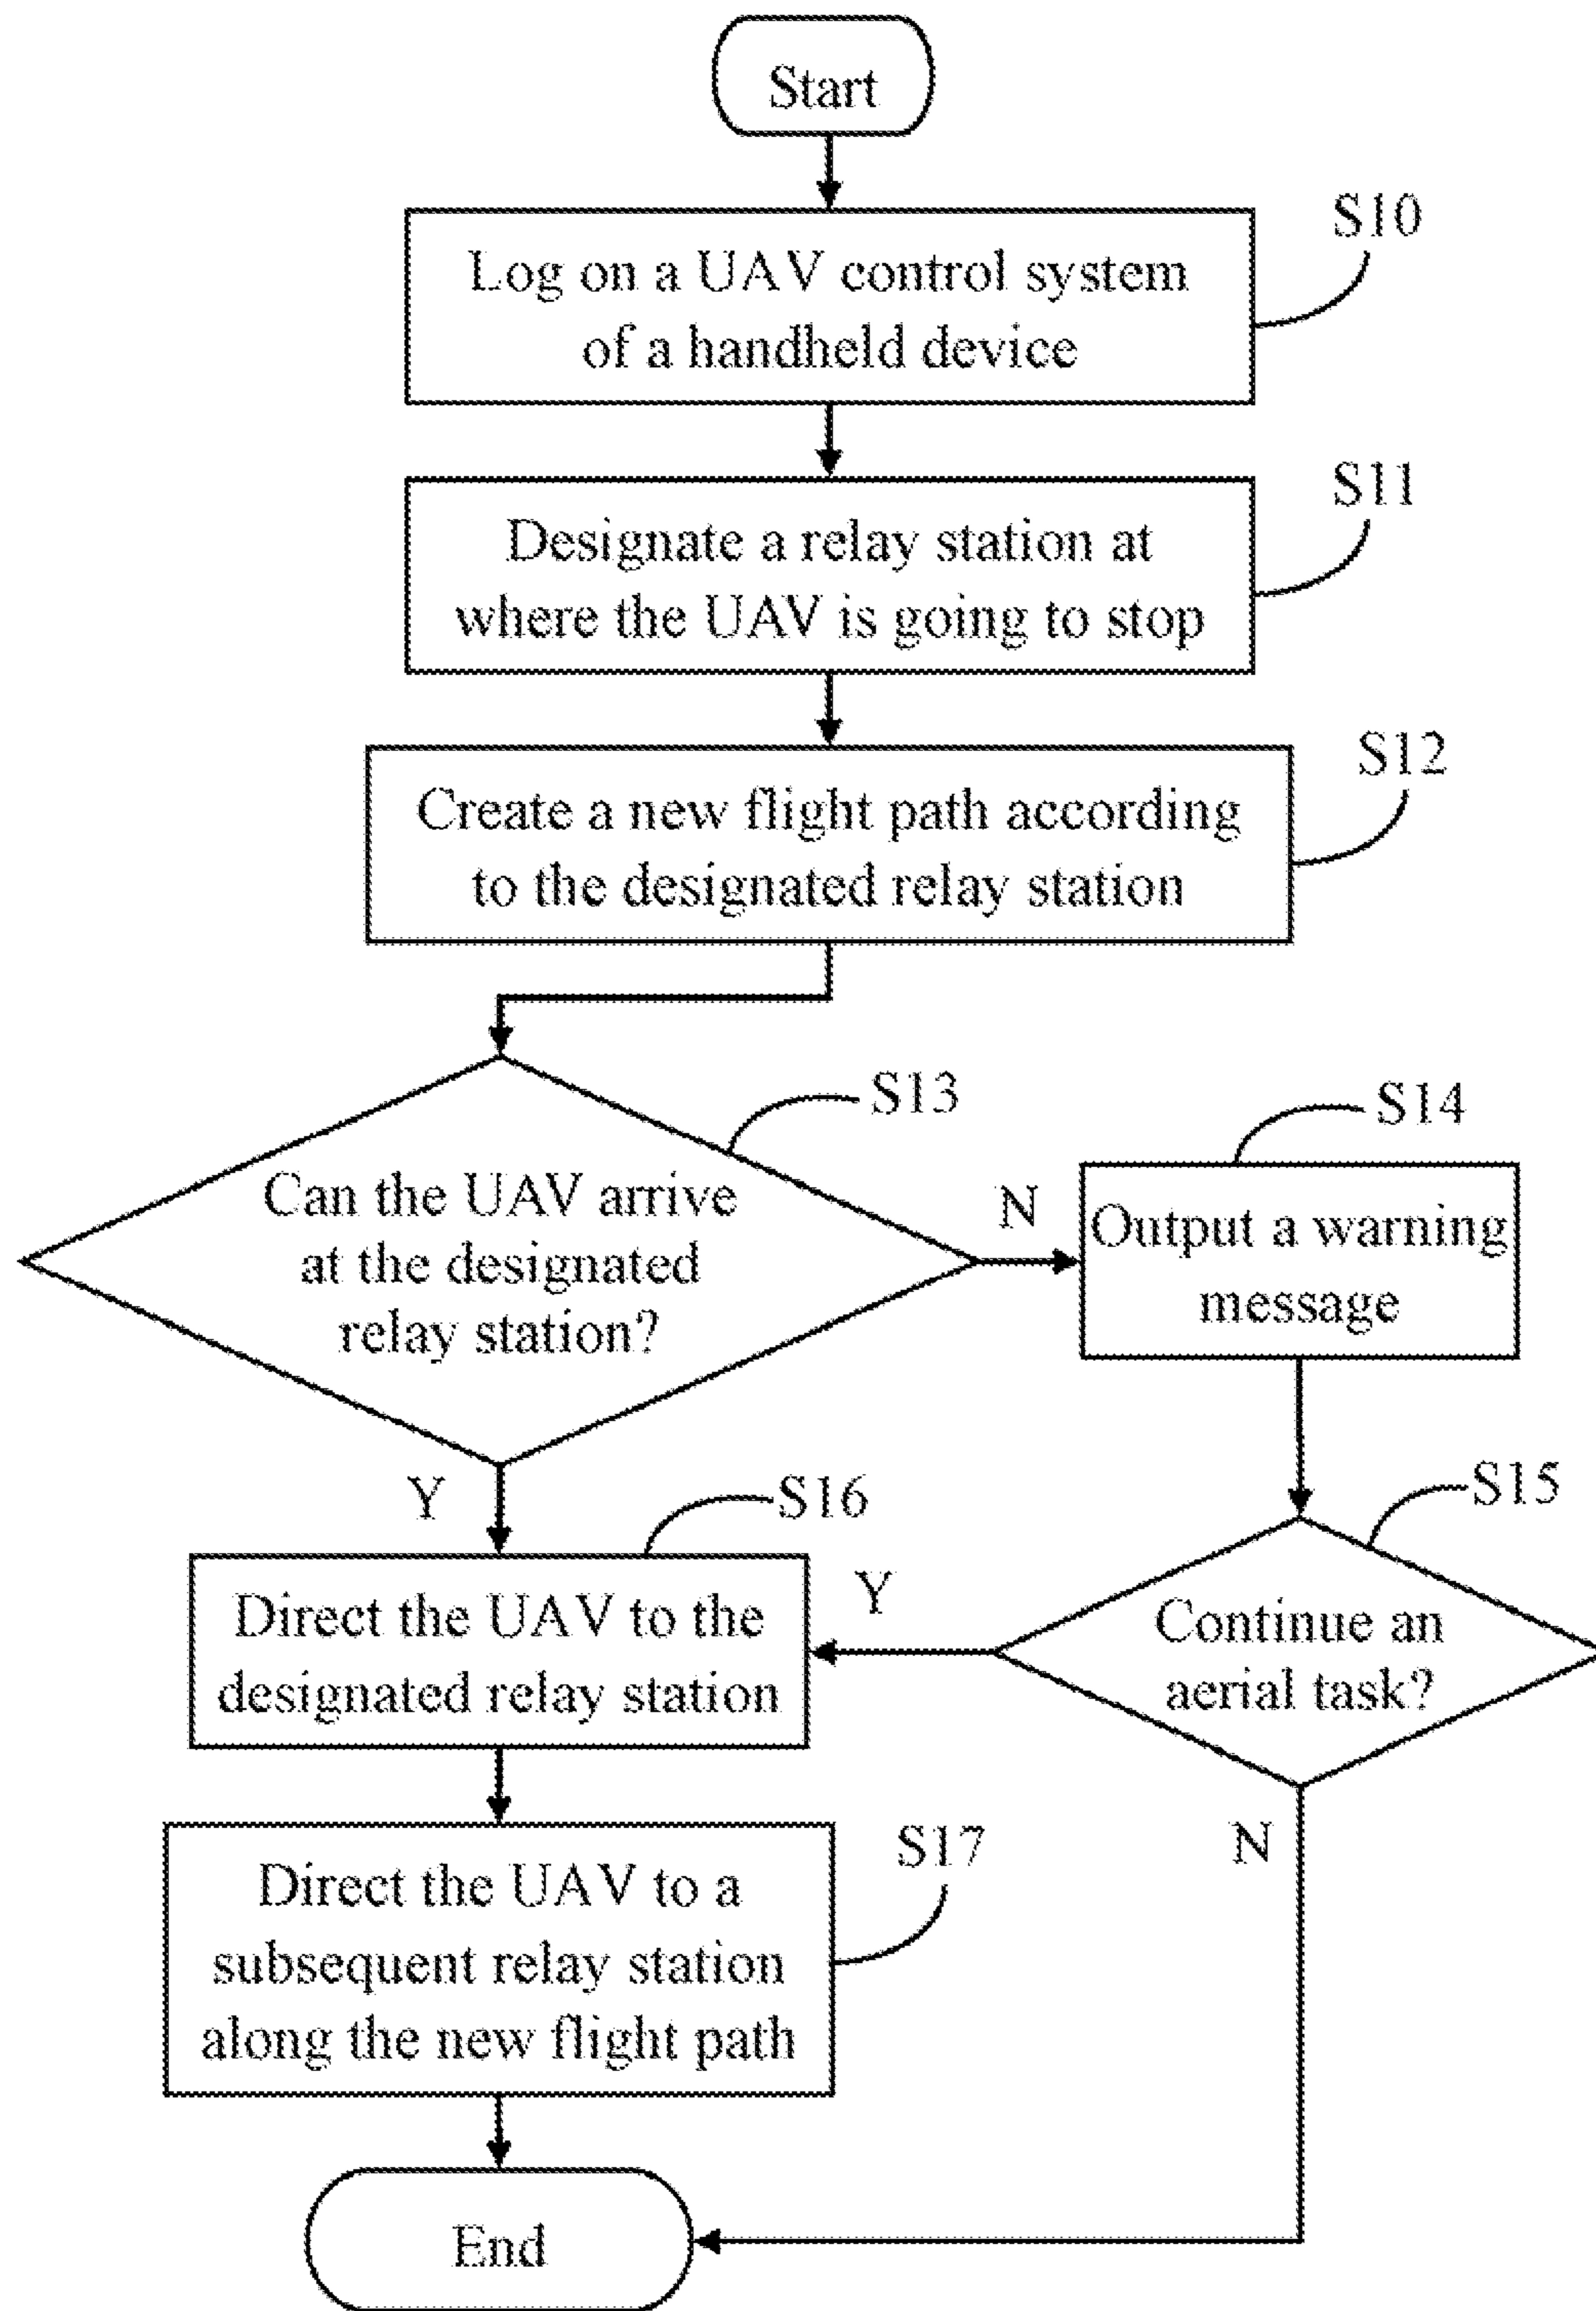 Start
S10
Log on a UAV control system
of a handheld device
S11
Designate a relay station at
where the UAV is going to stop
S12
Create a new flight path according
to the designated relay station
S13
Can the UAV arrive
at the designated
relay station?
N
S14
Output a warning
message
Y
S16
Direct the UAV to the
designated relay station
Y
S15
Continue an
aerial task?
N
S17
Direct the UAV to a
subsequent relay station
along the new flight path
End